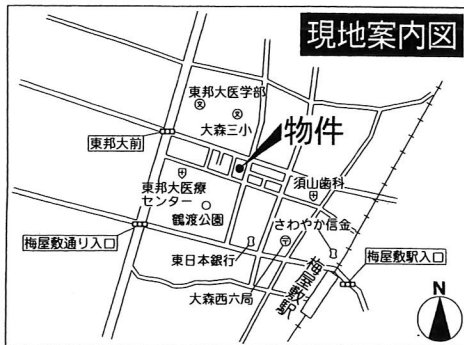 現地案内図
東邦大医学部
大森三小
東邦大前
物件
東邦大医療
センター
須山歯科
鶴渡公園
さわやか信金
梅屋敷通り入口
東日本銀行
梅屋敷駅入口
梅屋敷駅
大森西六局
N